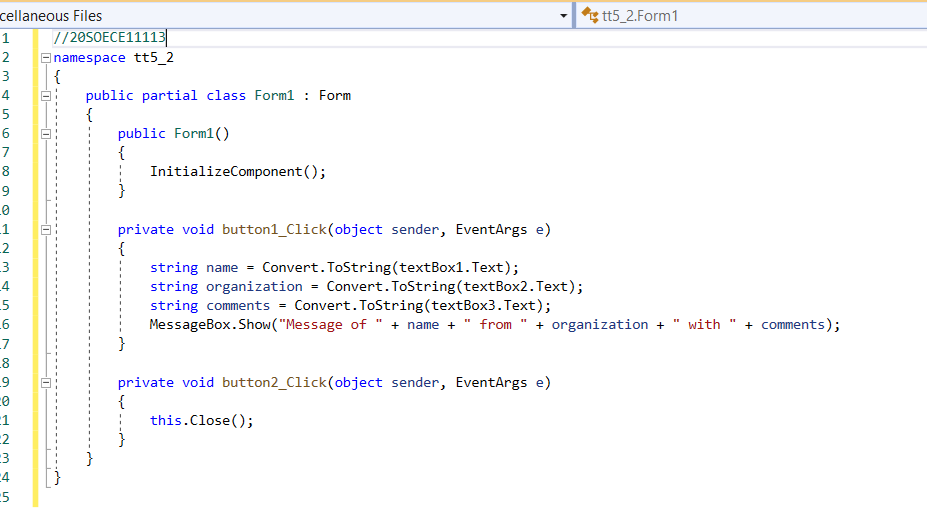 cellaneous Files tt5_2.Form1
1 //20SOECE11113
2 namespace tt5_2
3 {
4 public partial class Form1 : Form
5 {
6 public Form1()
7 {
8 InitializeComponent();
9 }
0
1 private void button1_Click(object sender, EventArgs e)
2 {
3 string name = Convert.ToString(textBox1.Text);
4 string organization = Convert.ToString(textBox2.Text);
5 string comments = Convert.ToString(textBox3.Text);
6 MessageBox.Show("Message of " + name + " from " + organization + " with " + comments);
7 }
8
9 private void button2_Click(object sender, EventArgs e)
0 {
1 this.Close();
2 }
3 }
4 }
5